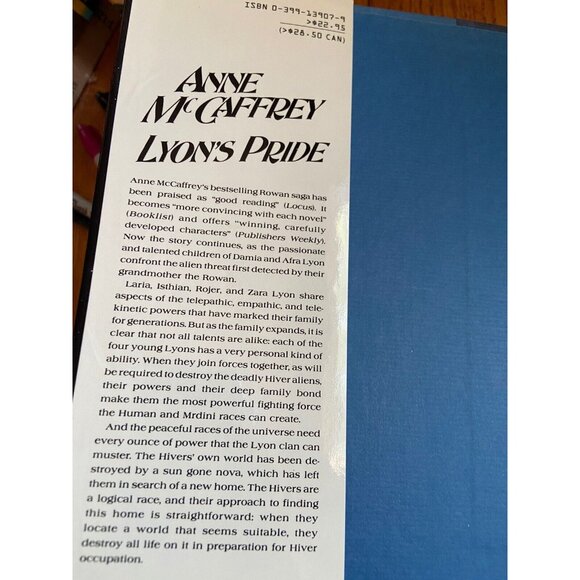 ISBN 0-399-13907-9
>$22.95
(>$28.50 CAN)
ANNE
MCCAFFREY
LYON'S PRIDE
Anne McCaffrey's bestselling Rowan saga has
been praised as "good reading" (Locus). It
becomes "more convincing with each novel"
(Booklist) and offers "winning, carefully
developed characters" (Publishers Weekly).
Now the story continues, as the passionate
and talented children of Damia and Afra Lyon
confront the alien threat first detected by their
grandmother the Rowan.
Laria, Isthian, Rojer, and Zara Lyon share
aspects of the telepathic, empathic, and tele-
kinetic powers that have marked their family
for generations. But as the family expands, it is
clear that not all talents are alike: each of the
four young Lyons has a very personal kind of
ability. When they join forces together, as will
be required to destroy the deadly Hiver aliens,
their powers and their deep family bond
make them the most powerful fighting force
the Human and Mrdini races can create.
And the peaceful races of the universe need
every ounce of power that the Lyon clan can
muster. The Hivers' own world has been de-
stroyed by a sun gone nova, which has left
them in search of a new home. The Hivers are
a logical race, and their approach to finding
this home is straightforward: when they
locate a world that seems suitable, they
destroy all life on it in preparation for Hiver
occupation.